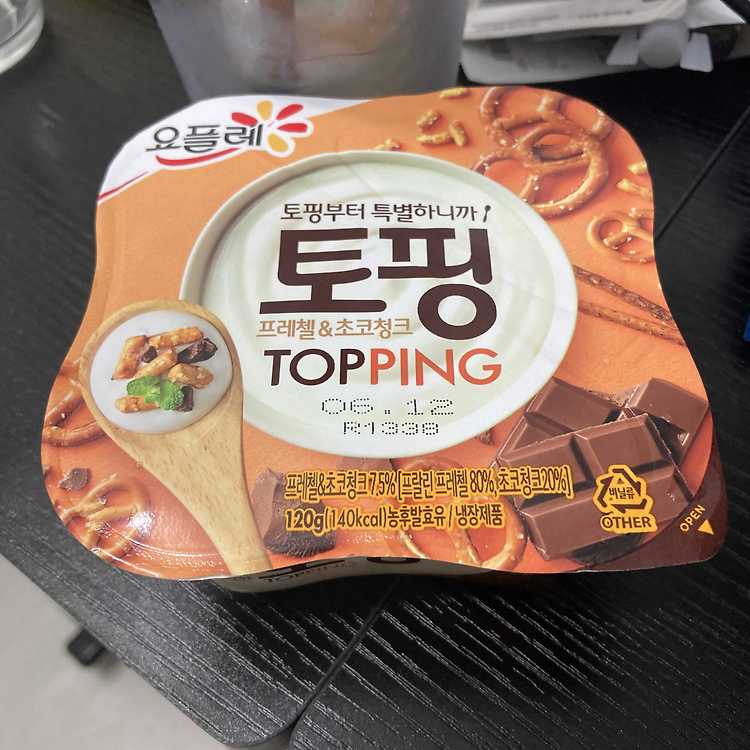 요플레
토핑부터 특별하니까!
토핑
프레첼&초코청크
TOPPING
06.12
R1338
프레첼&초코청크 7.5% [프랄린 프레첼 80%, 초코청크20%]
120g(140kcal)농후발효유 / 냉장제품
비닐류
OTHER
OPEN
TOPPING